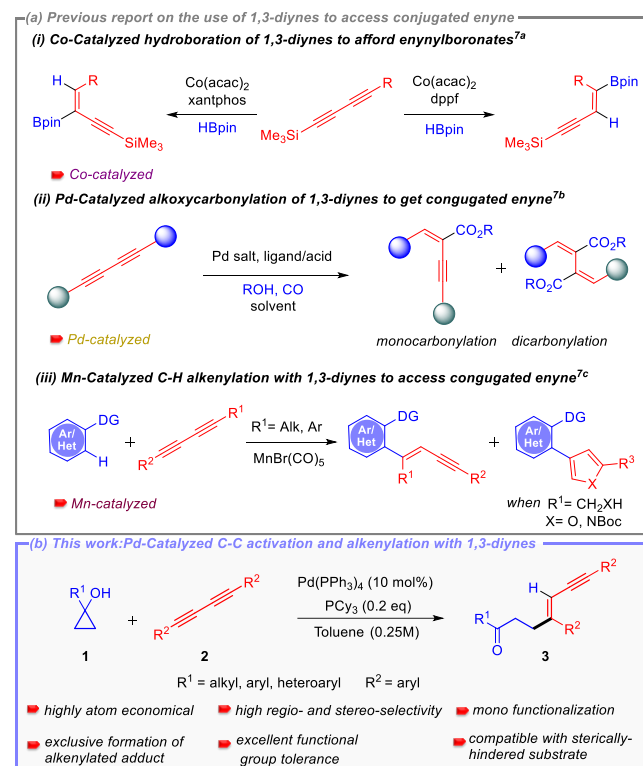 (a) Previous report on the use of 1,3-diynes to access conjugated enyne
(i) Co-Catalyzed hydroboration of 1,3-diynes to afford enynylboronates7a
H R
Bpin
SiMe3
Co(acac)2
xantphos
HBpin
R
Me3Si
Co(acac)2
dppf
HBpin
R Bpin
H
Me3Si
Co-catalyzed
(ii) Pd-Catalyzed alkoxycarbonylation of 1,3-diynes to get congugated enyne7b
Pd salt, ligand/acid
ROH, CO
solvent
CO2R
+
CO2R
RO2C
monocarbonylation dicarbonylation
Pd-catalyzed
(iii) Mn-Catalyzed C-H alkenylation with 1,3-diynes to access congugated enyne7c
Ar/
Het
DG
H
+
R1
R2
R1= Alk, Ar
MnBr(CO)5
Ar/
Het
DG
R1
R2
+
Ar/
Het
DG
R3
X
when R1= CH2XH
X= O, NBoc
Mn-catalyzed
(b) This work:Pd-Catalyzed C-C activation and alkenylation with 1,3-diynes
R1 OH
1
+
R2
R2
2
Pd(PPh3)4 (10 mol%)
PCy3 (0.2 eq)
Toluene (0.25M)
H
R2
R1
O
R2
3
R1 = alkyl, aryl, heteroaryl R2 = aryl
highly atom economical
high regio- and stereo-selectivity
mono functionalization
exclusive formation of
alkenylated adduct
excellent functional
group tolerance
compatible with sterically-
hindered substrate